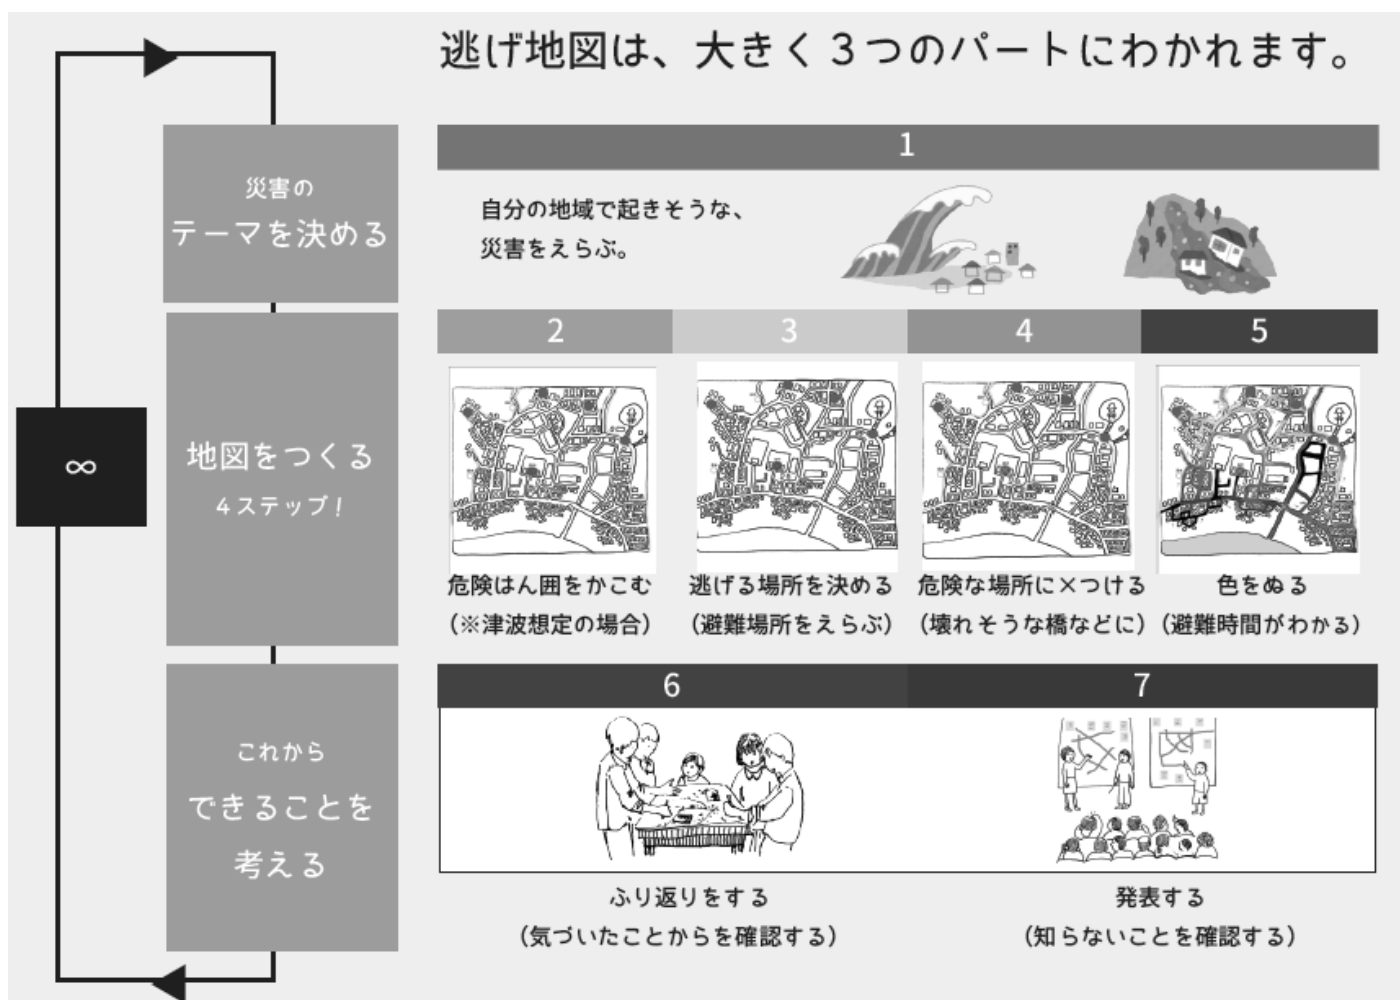 逃げ地図は、大きく3つのパートにわかれます。
災害の
テーマを決める
1
自分の地域で起きそうな、
災害をえらぶ。
∞
地図をつくる
4ステップ!
2
3
4
5
危険はん囲をかこむ
(※津波想定の場合)
逃げる場所を決める
(避難場所をえらぶ)
危険な場所に×つける
(壊れそうな橋などに)
色をぬる
(避難時間がわかる)
これから
できることを
考える
6
7
ふり返りをする
(気づいたことからを確認する)
発表する
(知らないことを確認する)